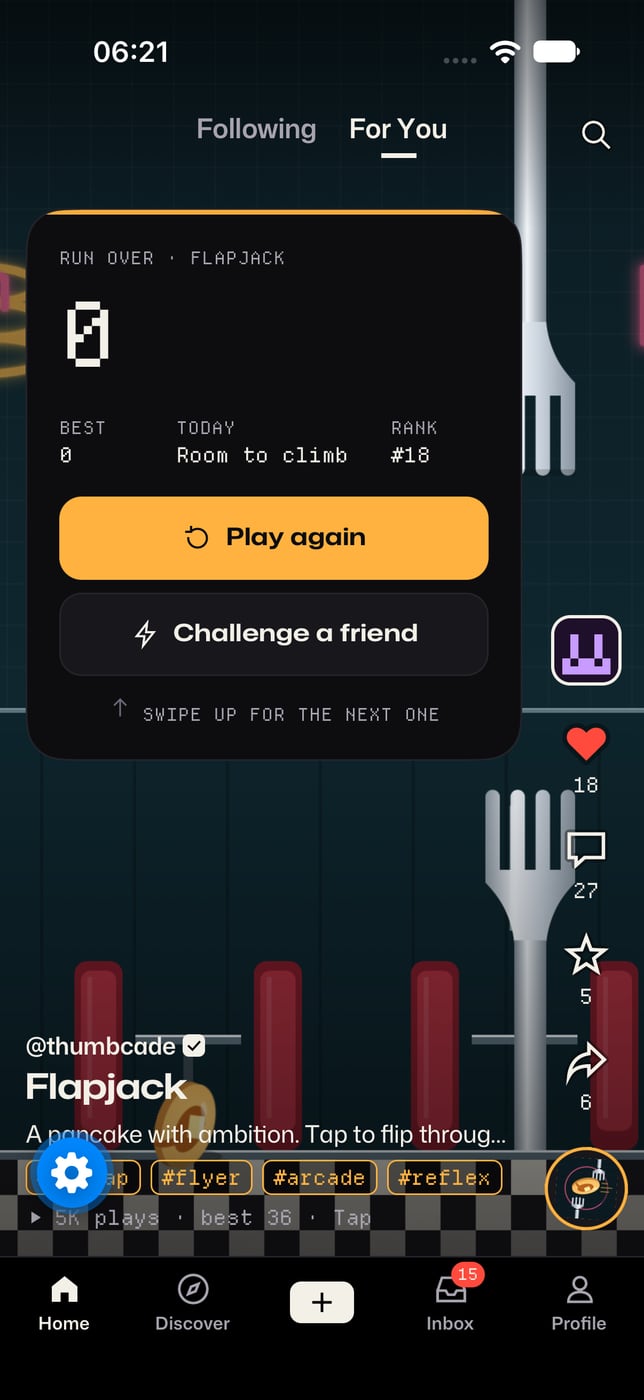 06:21
Following For You
RUN OVER · FLAPJACK
0
BEST TODAY RANK
0 Room to climb #18
Play again
Challenge a friend
↑ SWIPE UP FOR THE NEXT ONE
18
27
5
6
@thumbcade
Flapjack
A pancake with ambition. Tap to flip throug...
#flyer #arcade #reflex
5K plays · best 36 · Tap
15
Home Discover Inbox Profile